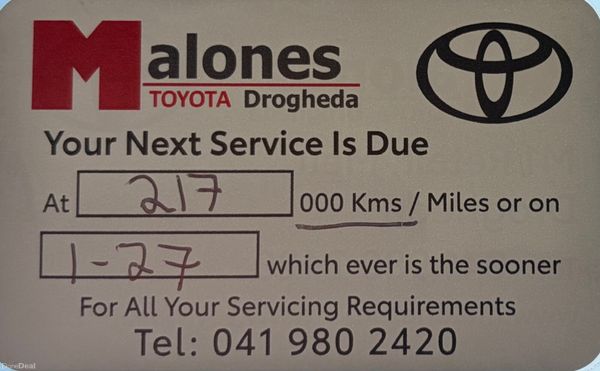 Malones
TOYOTA Drogheda
Your Next Service Is Due
At 217 000 Kms / Miles or on
1-27 which ever is the sooner
For All Your Servicing Requirements
Tel: 041 980 2420
DoneDeal